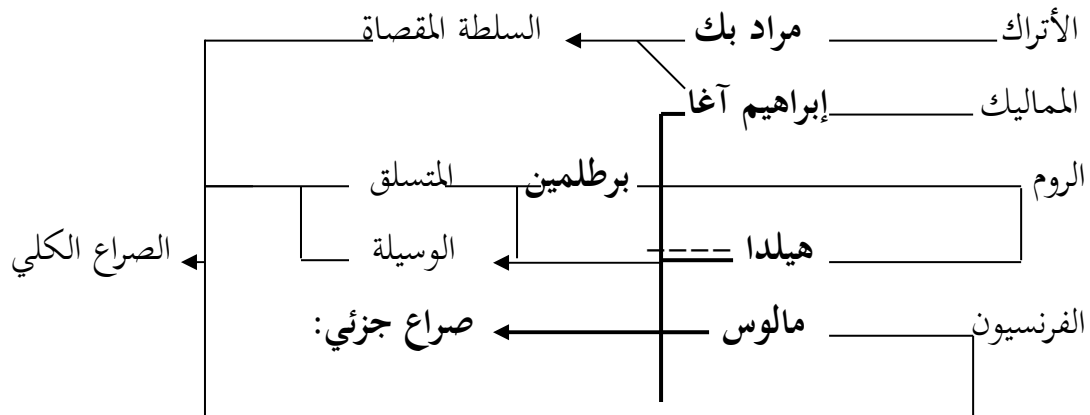 الأتراك مراد بك السلطة المقصاة
المماليك إبراهيم آغا
الروم برطلمين المتسلق
هيلدا الوسيلة الصراع الكلي
الفرنسيون مالوس صراع جزئي: